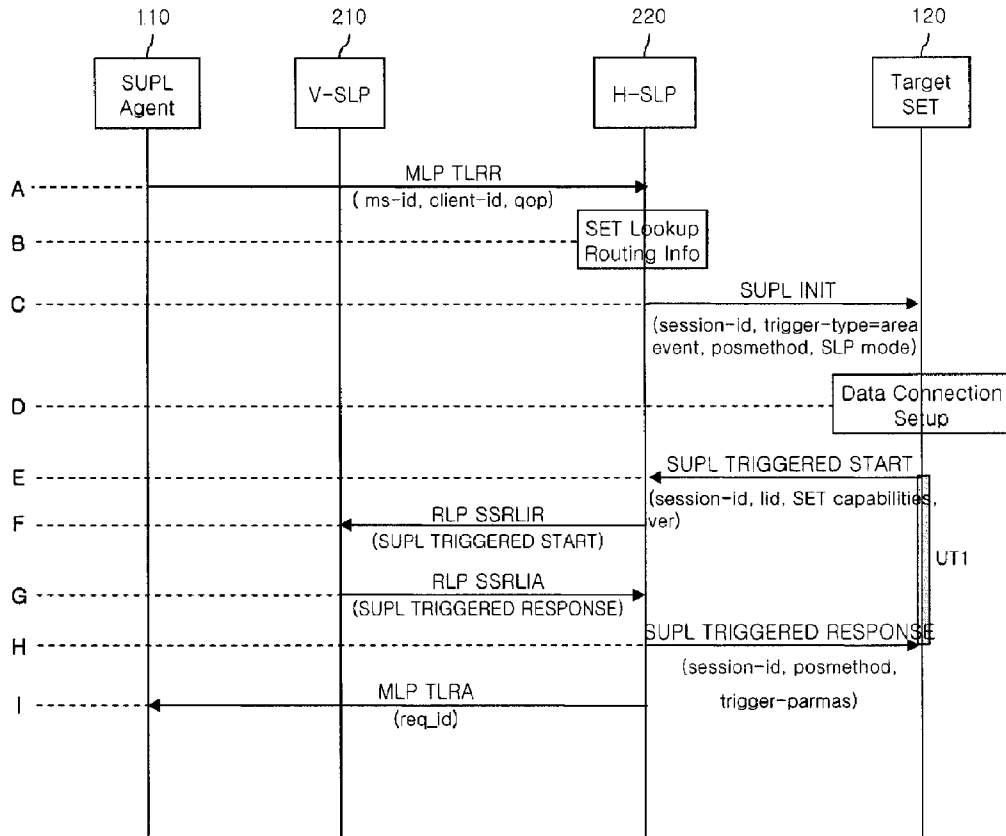 110
210
220
120
SUPL
Agent
V-SLP
H-SLP
Target
SET
A
MLP TLRR
( ms-id, client-id, qop)
B
SET Lookup
Routing Info
C
SUPL INIT
(session-id, trigger-type=area
event, posmethod, SLP mode)
D
Data Connection
Setup
E
SUPL TRIGGERED START
(session-id, lid, SET capabilities,
ver)
F
RLP SSRLIR
(SUPL TRIGGERED START)
UT1
G
RLP SSRLIA
(SUPL TRIGGERED RESPONSE)
H
SUPL TRIGGERED RESPONSE
(session-id, posmethod,
trigger-parmas)
I
MLP TLRA
(req_id)